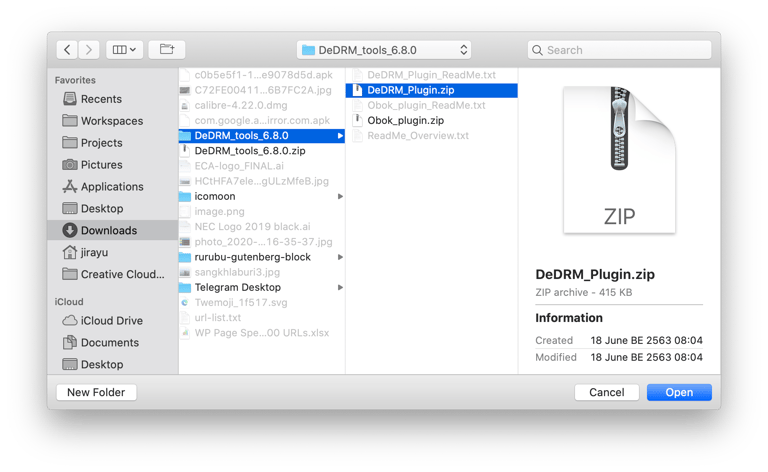 DeDRM_tools_6.8.0
Search
Favorites
Recents
Workspaces
Projects
Pictures
Applications
Desktop
Downloads
jirayu
Creative Cloud...
iCloud
iCloud Drive
Documents
Desktop
c0b5e5f1-1...e9078d5d.apk
C72FE00411...6B7FC2A.jpg
calibre-4.22.0.dmg
com.google.a...irror.com.apk
DeDRM_tools_6.8.0
DeDRM_tools_6.8.0.zip
ECA-logo_FINAL.ai
HCtHFA7ele...gULzMfeB.jpg
icomoon
image.png
NEC Logo 2019 black.ai
photo_2020-...16-35-37.jpg
rurubu-gutenberg-block
sangkhlaburi3.jpg
Telegram Desktop
Twemoji_1f517.svg
url-list.txt
WP Page Spe...00 URLs.xlsx
DeDRM_Plugin_ReadMe.txt
DeDRM_Plugin.zip
Obok_plugin_ReadMe.txt
Obok_plugin.zip
ReadMe_Overview.txt
ZIP
DeDRM_Plugin.zip
ZIP archive - 415 KB
Information
Created 18 June BE 2563 08:04
Modified 18 June BE 2563 08:04
New Folder
Cancel
Open